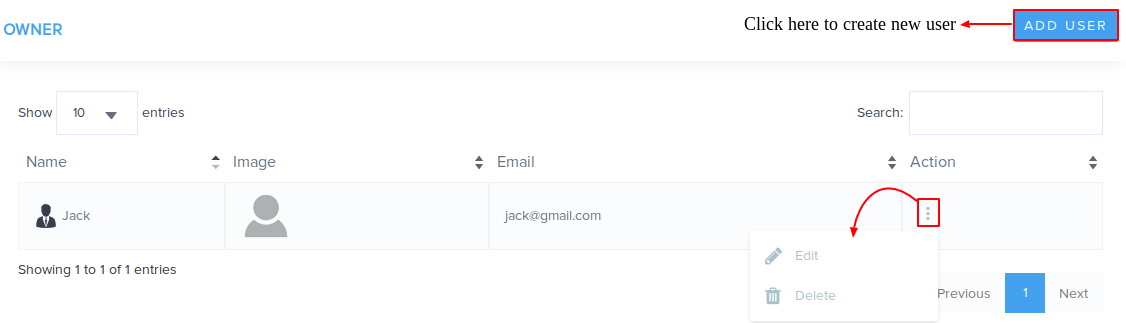 OWNER
Click here to create new user
ADD USER
Show 10 entries
Search:
Name Image Email Action
Jack jack@gmail.com
Edit
Delete
Showing 1 to 1 of 1 entries
Previous 1 Next